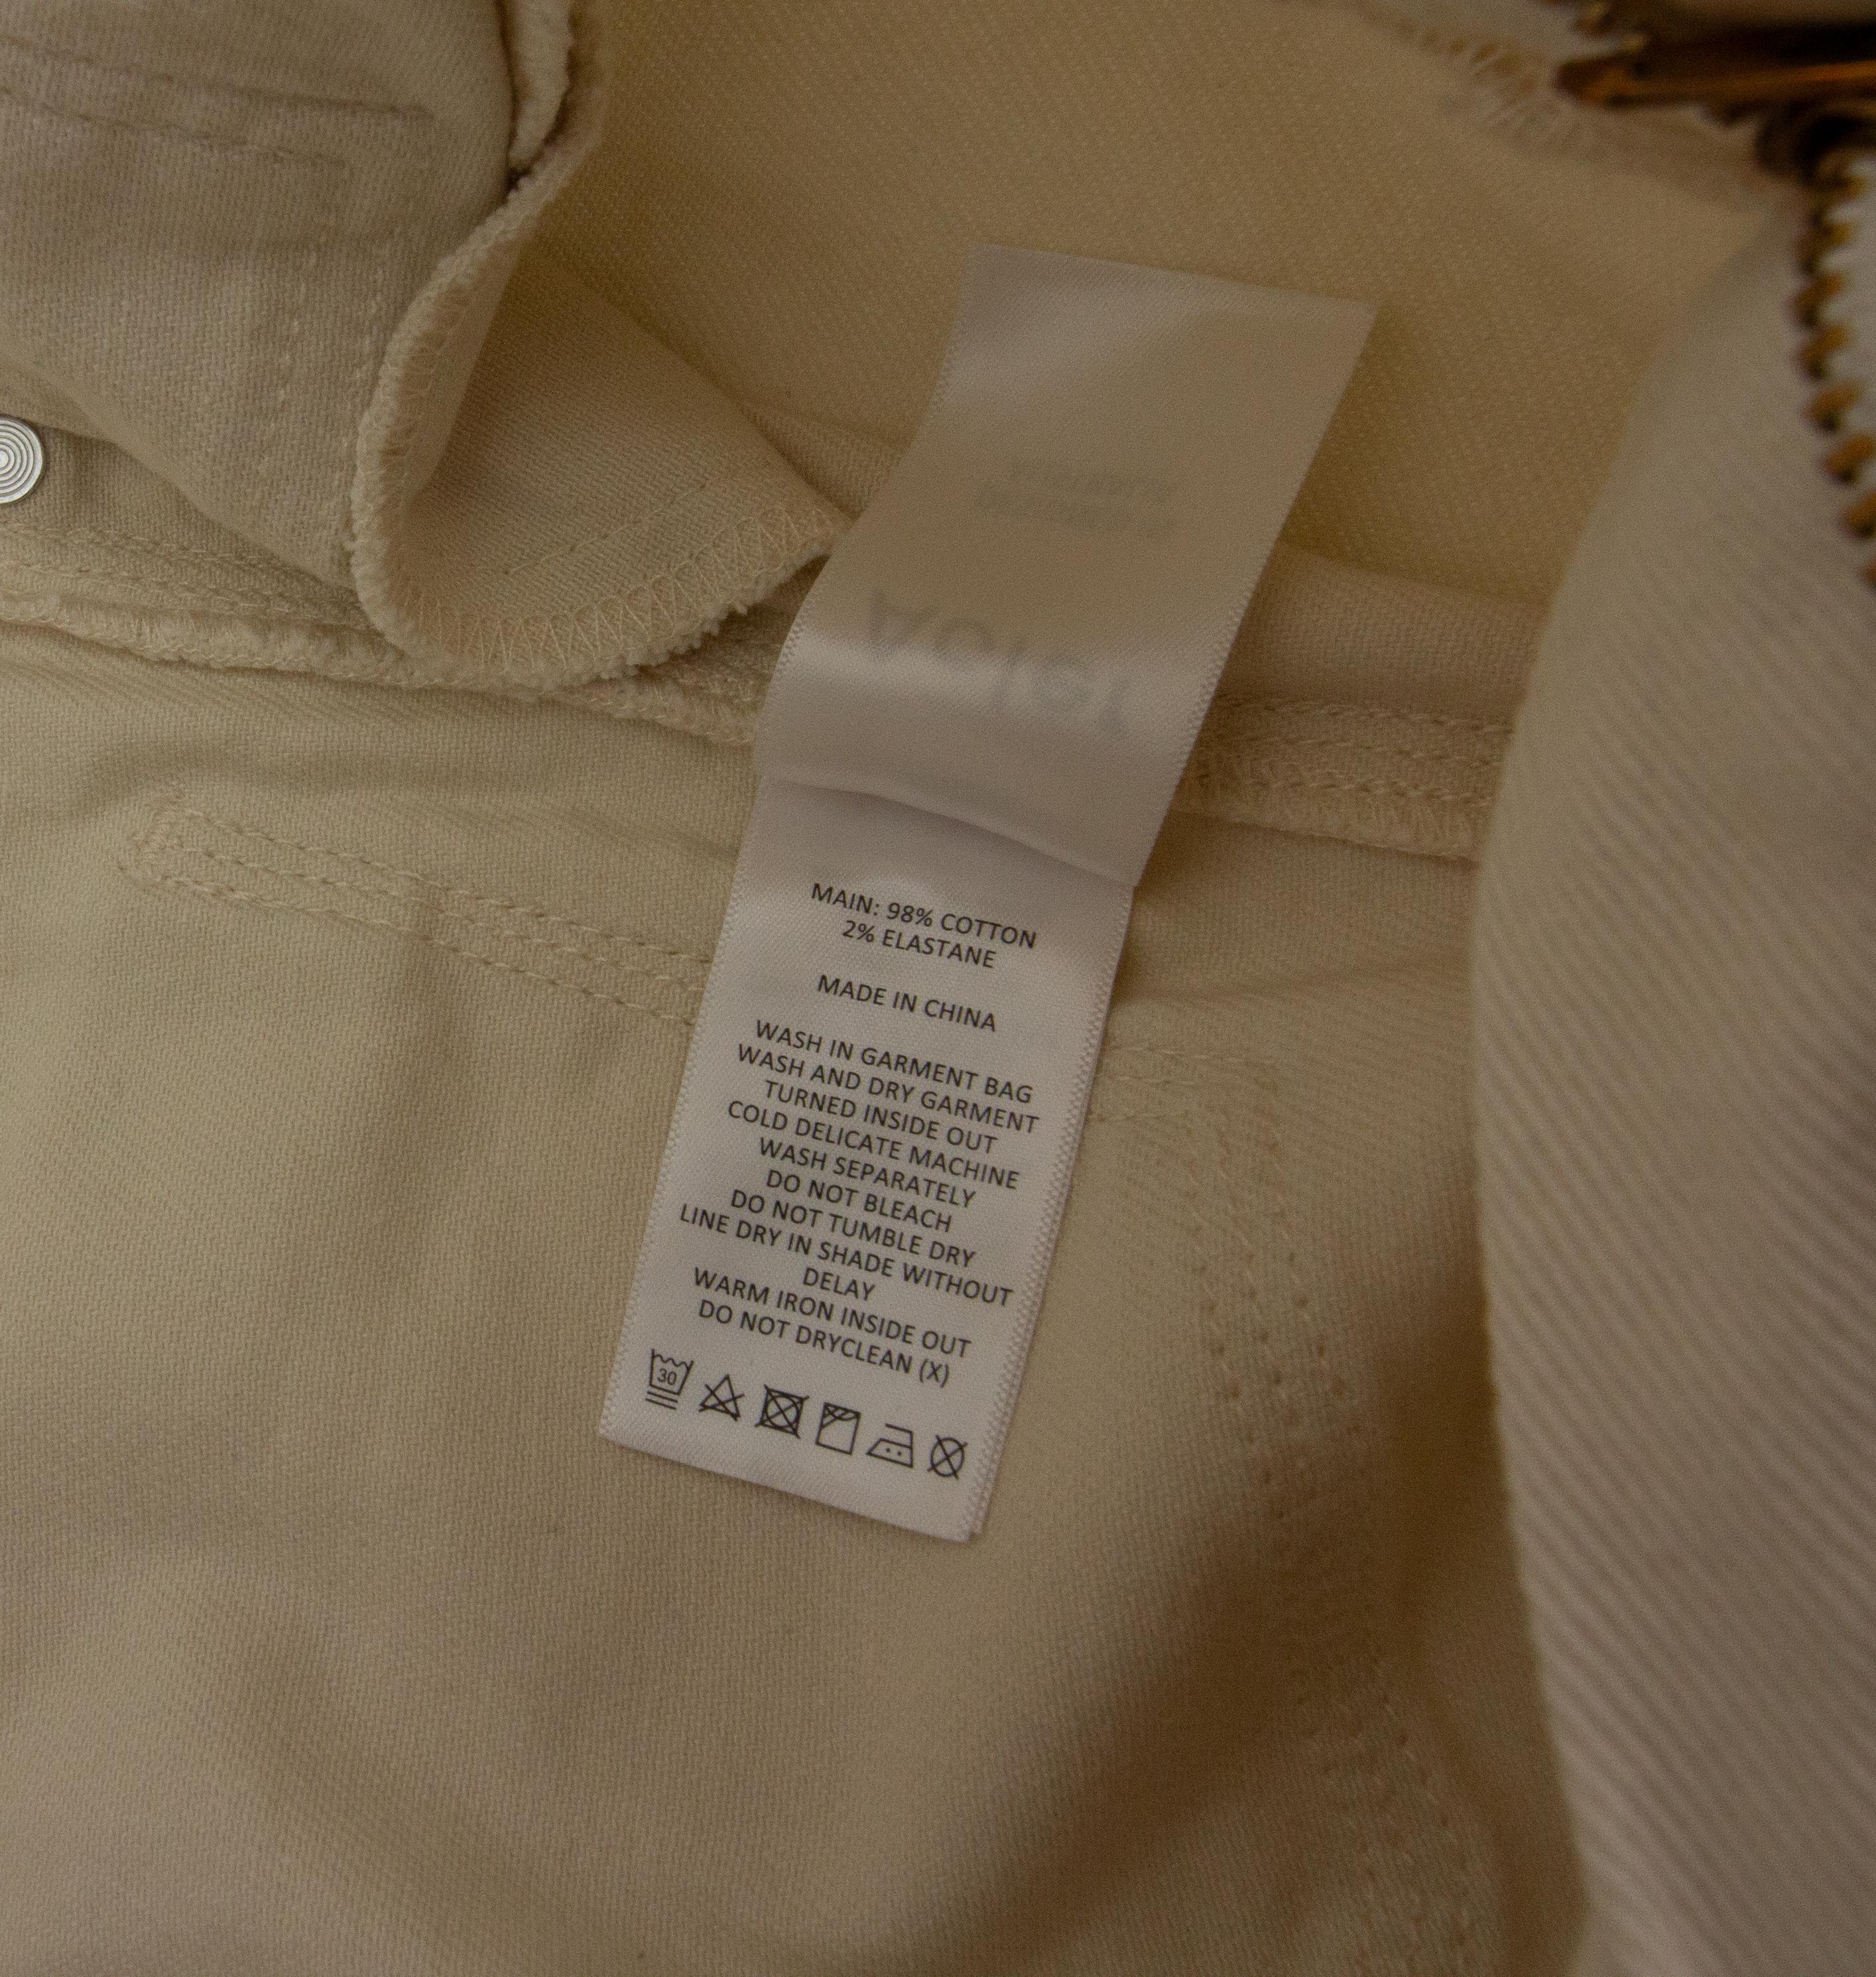 MAIN: 98% COTTON
2% ELASTANE
MADE IN CHINA
WASH IN GARMENT BAG
WASH AND DRY GARMENT
TURNED INSIDE OUT
COLD DELICATE MACHINE
WASH SEPARATELY
DO NOT BLEACH
DO NOT TUMBLE DRY
LINE DRY IN SHADE WITHOUT
DELAY
WARM IRON INSIDE OUT
DO NOT DRYCLEAN (X)
30